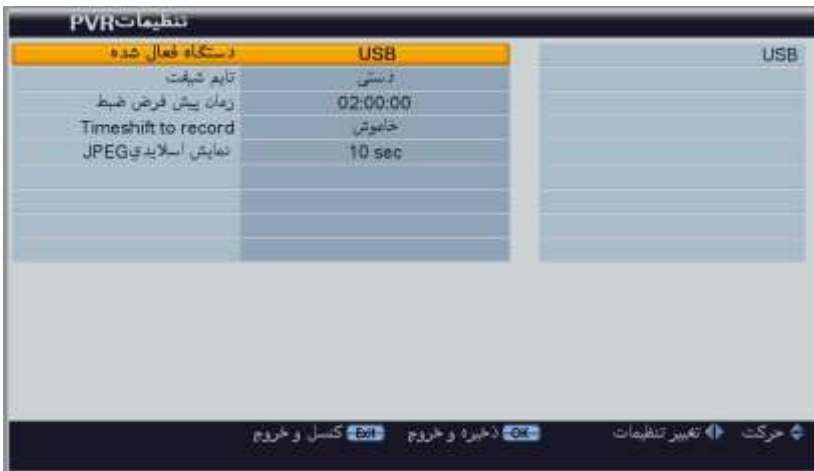 تنظیماتPVR
دستگاه فعال شده USB USB
تایم شیفت دستی
زمان پیش فرض ضبط 02:00:00
Timeshift to record خاموش
نمایش اسلایدیJPEG 10 sec
حرکت تغییر تنظیمات OK ذخیره و خروج Exit کنسل و خروج